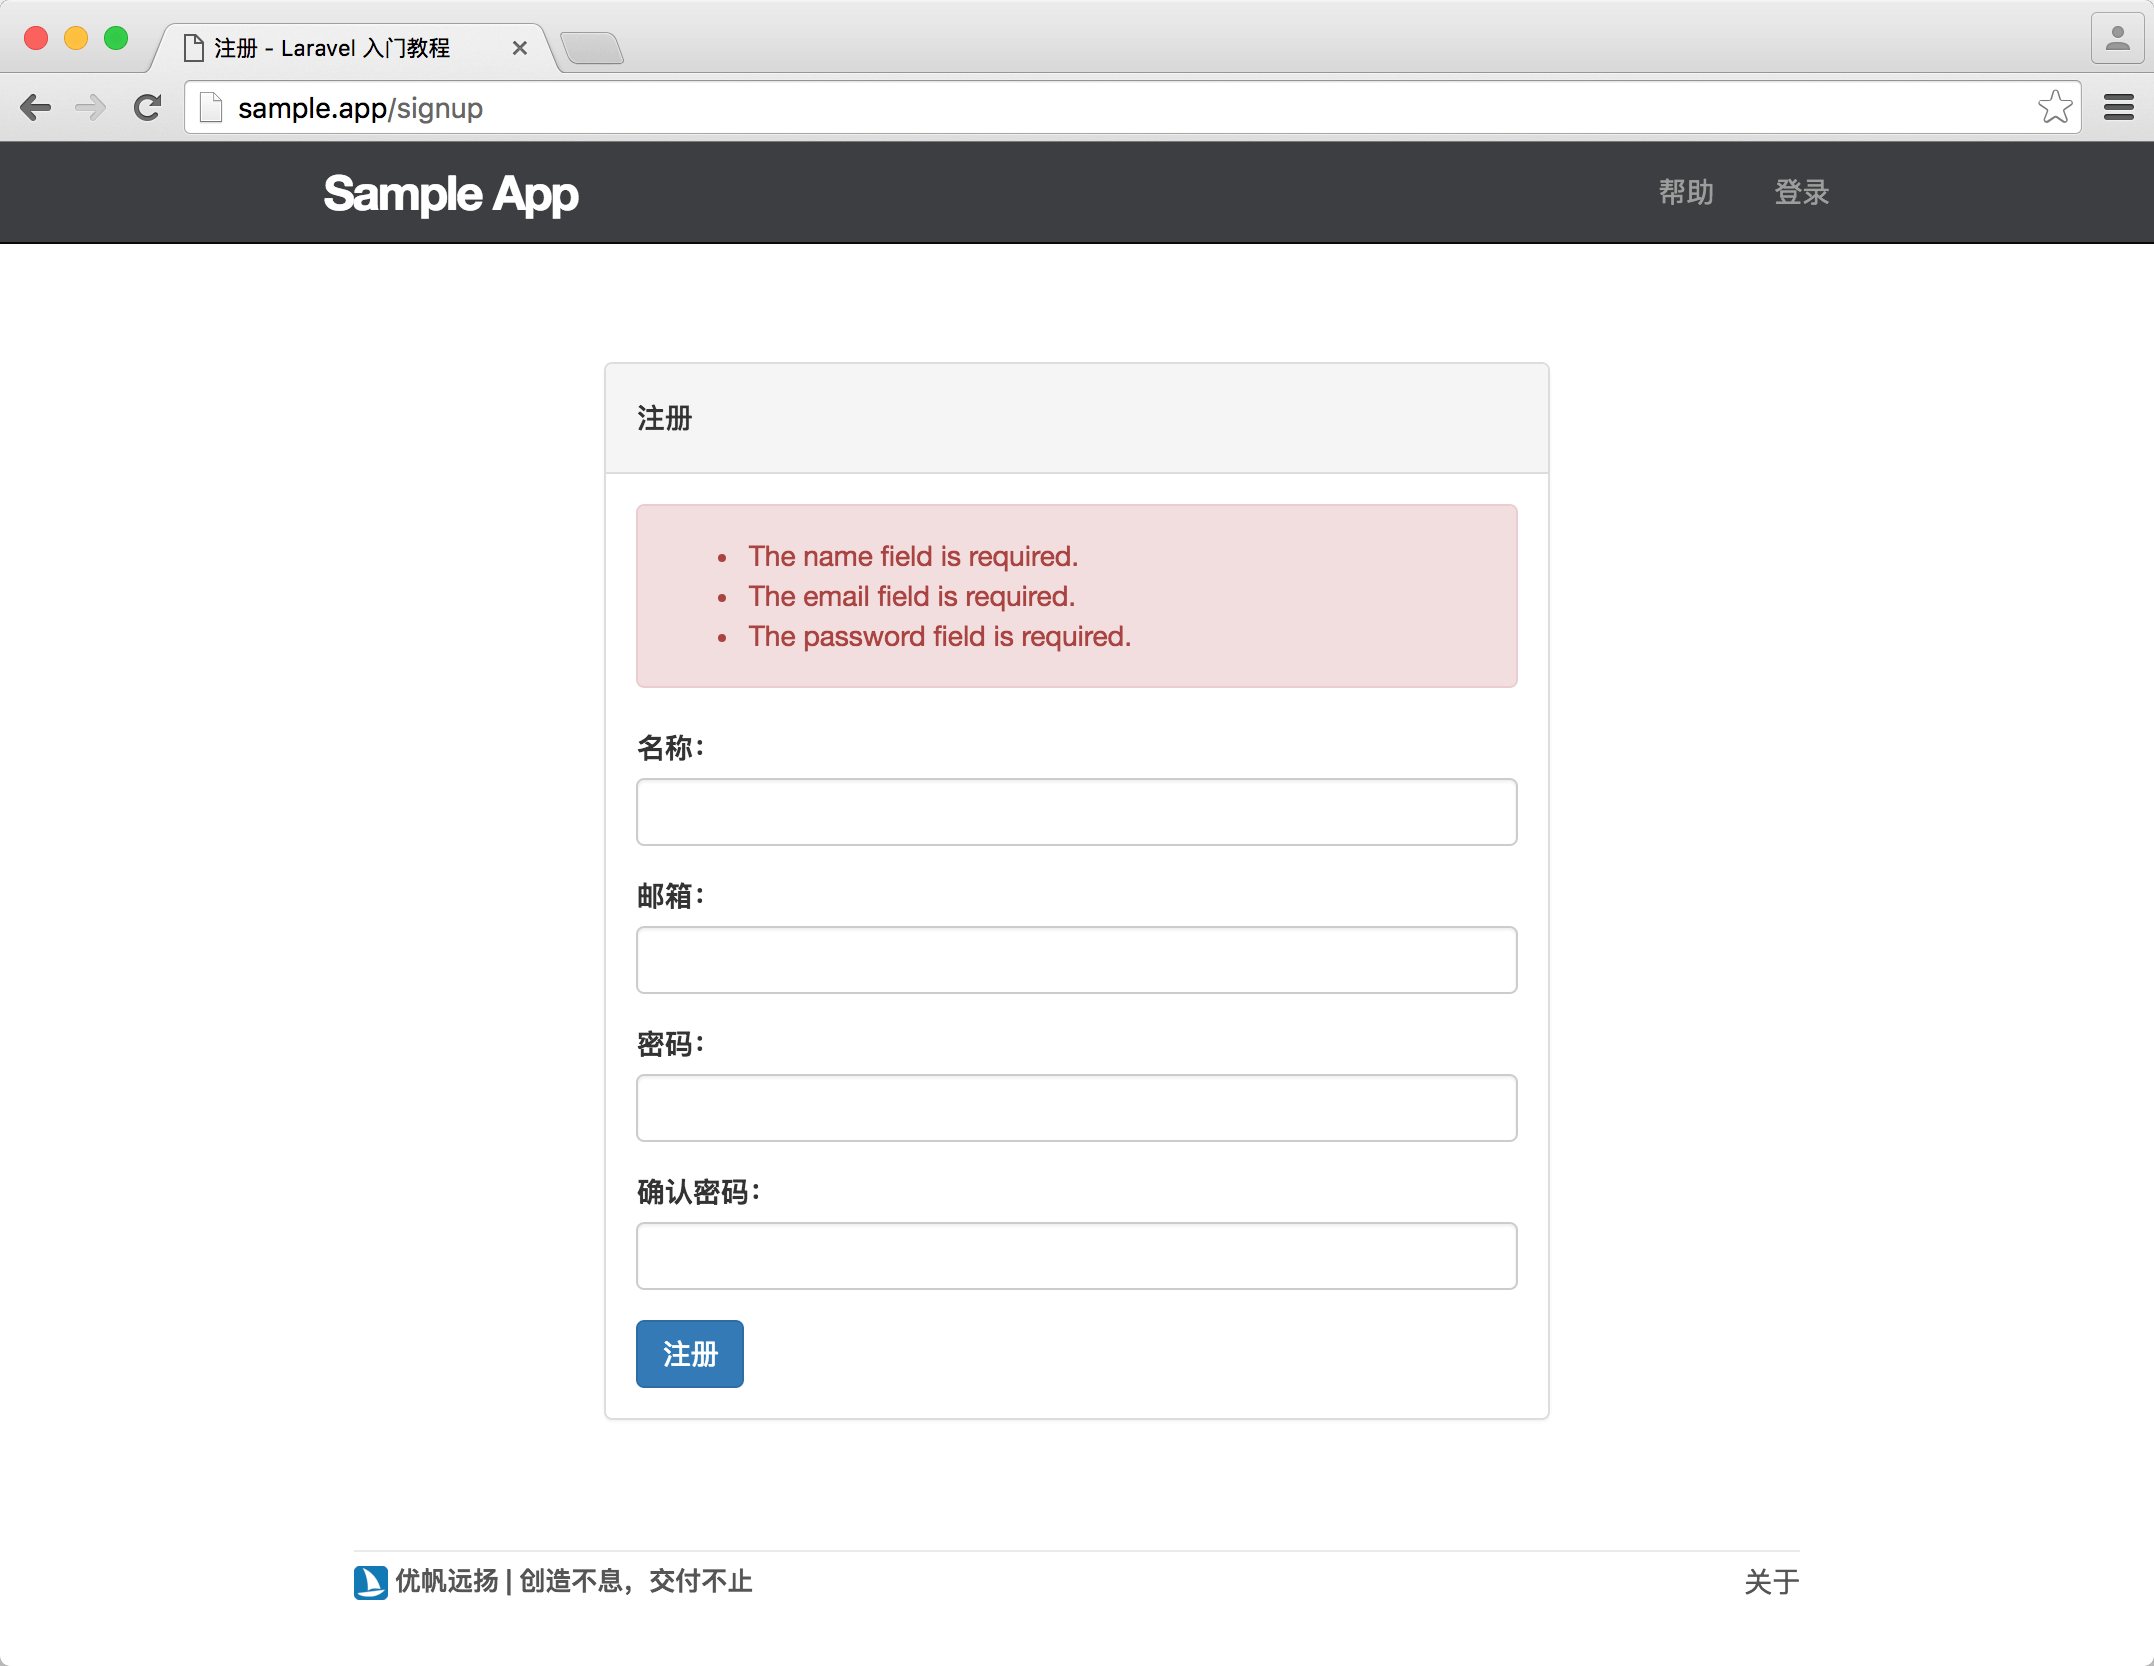 注册 - Laravel 入门教程
sample.app/signup
Sample App
帮助 登录
注册
The name field is required.
The email field is required.
The password field is required.
名称：
邮箱：
密码：
确认密码：
注册
优帆远扬 | 创造不息，交付不止
关于